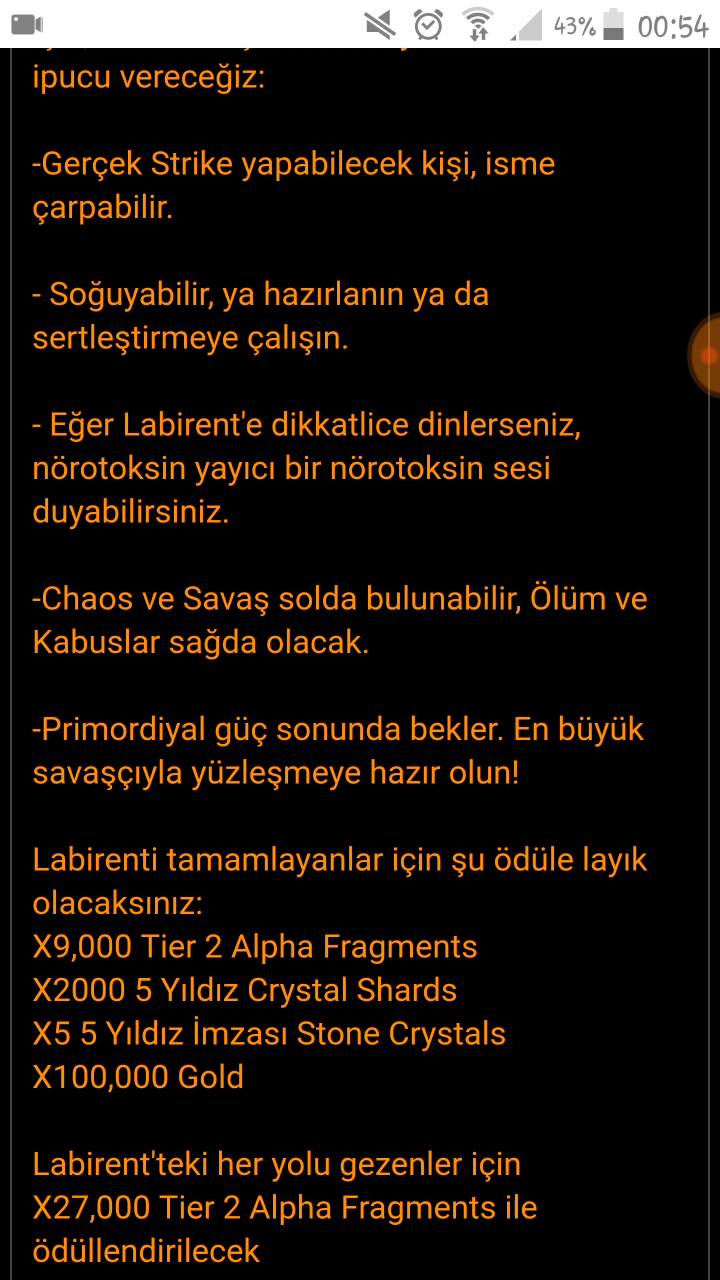 43% 00:54
ipucu vereceğiz:
-Gerçek Strike yapabilecek kişi, isme
çarpabilir.
- Soğuyabilir, ya hazırlanın ya da
sertleştirmeye çalışın.
- Eğer Labirent'e dikkatlice dinlerseniz,
nörotoksin yayıcı bir nörotoksin sesi
duyabilirsiniz.
-Chaos ve Savaş solda bulunabilir, Ölüm ve
Kabuslar sağda olacak.
-Primordiyal güç sonunda bekler. En büyük
savaşçıyla yüzleşmeye hazır olun!
Labirenti tamamlayanlar için şu ödüle layık
olacaksınız:
X9,000 Tier 2 Alpha Fragments
X2000 5 Yıldız Crystal Shards
X5 5 Yıldız İmzası Stone Crystals
X100,000 Gold
Labirent'teki her yolu gezenler için
X27,000 Tier 2 Alpha Fragments ile
ödüllendirilecek